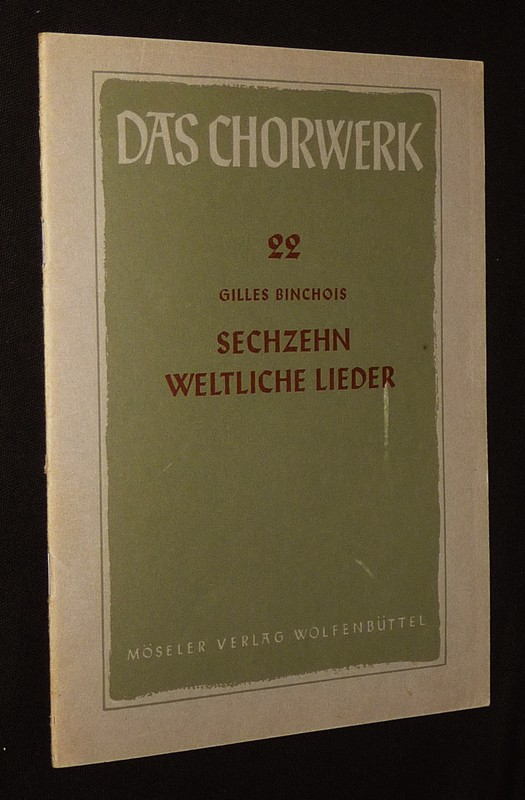 DAS CHORWERK
22
GILLES BINCHOIS
SECHZEHN
WELTLICHE LIEDER
MÖSELER VERLAG WOLFENBÜTTEL